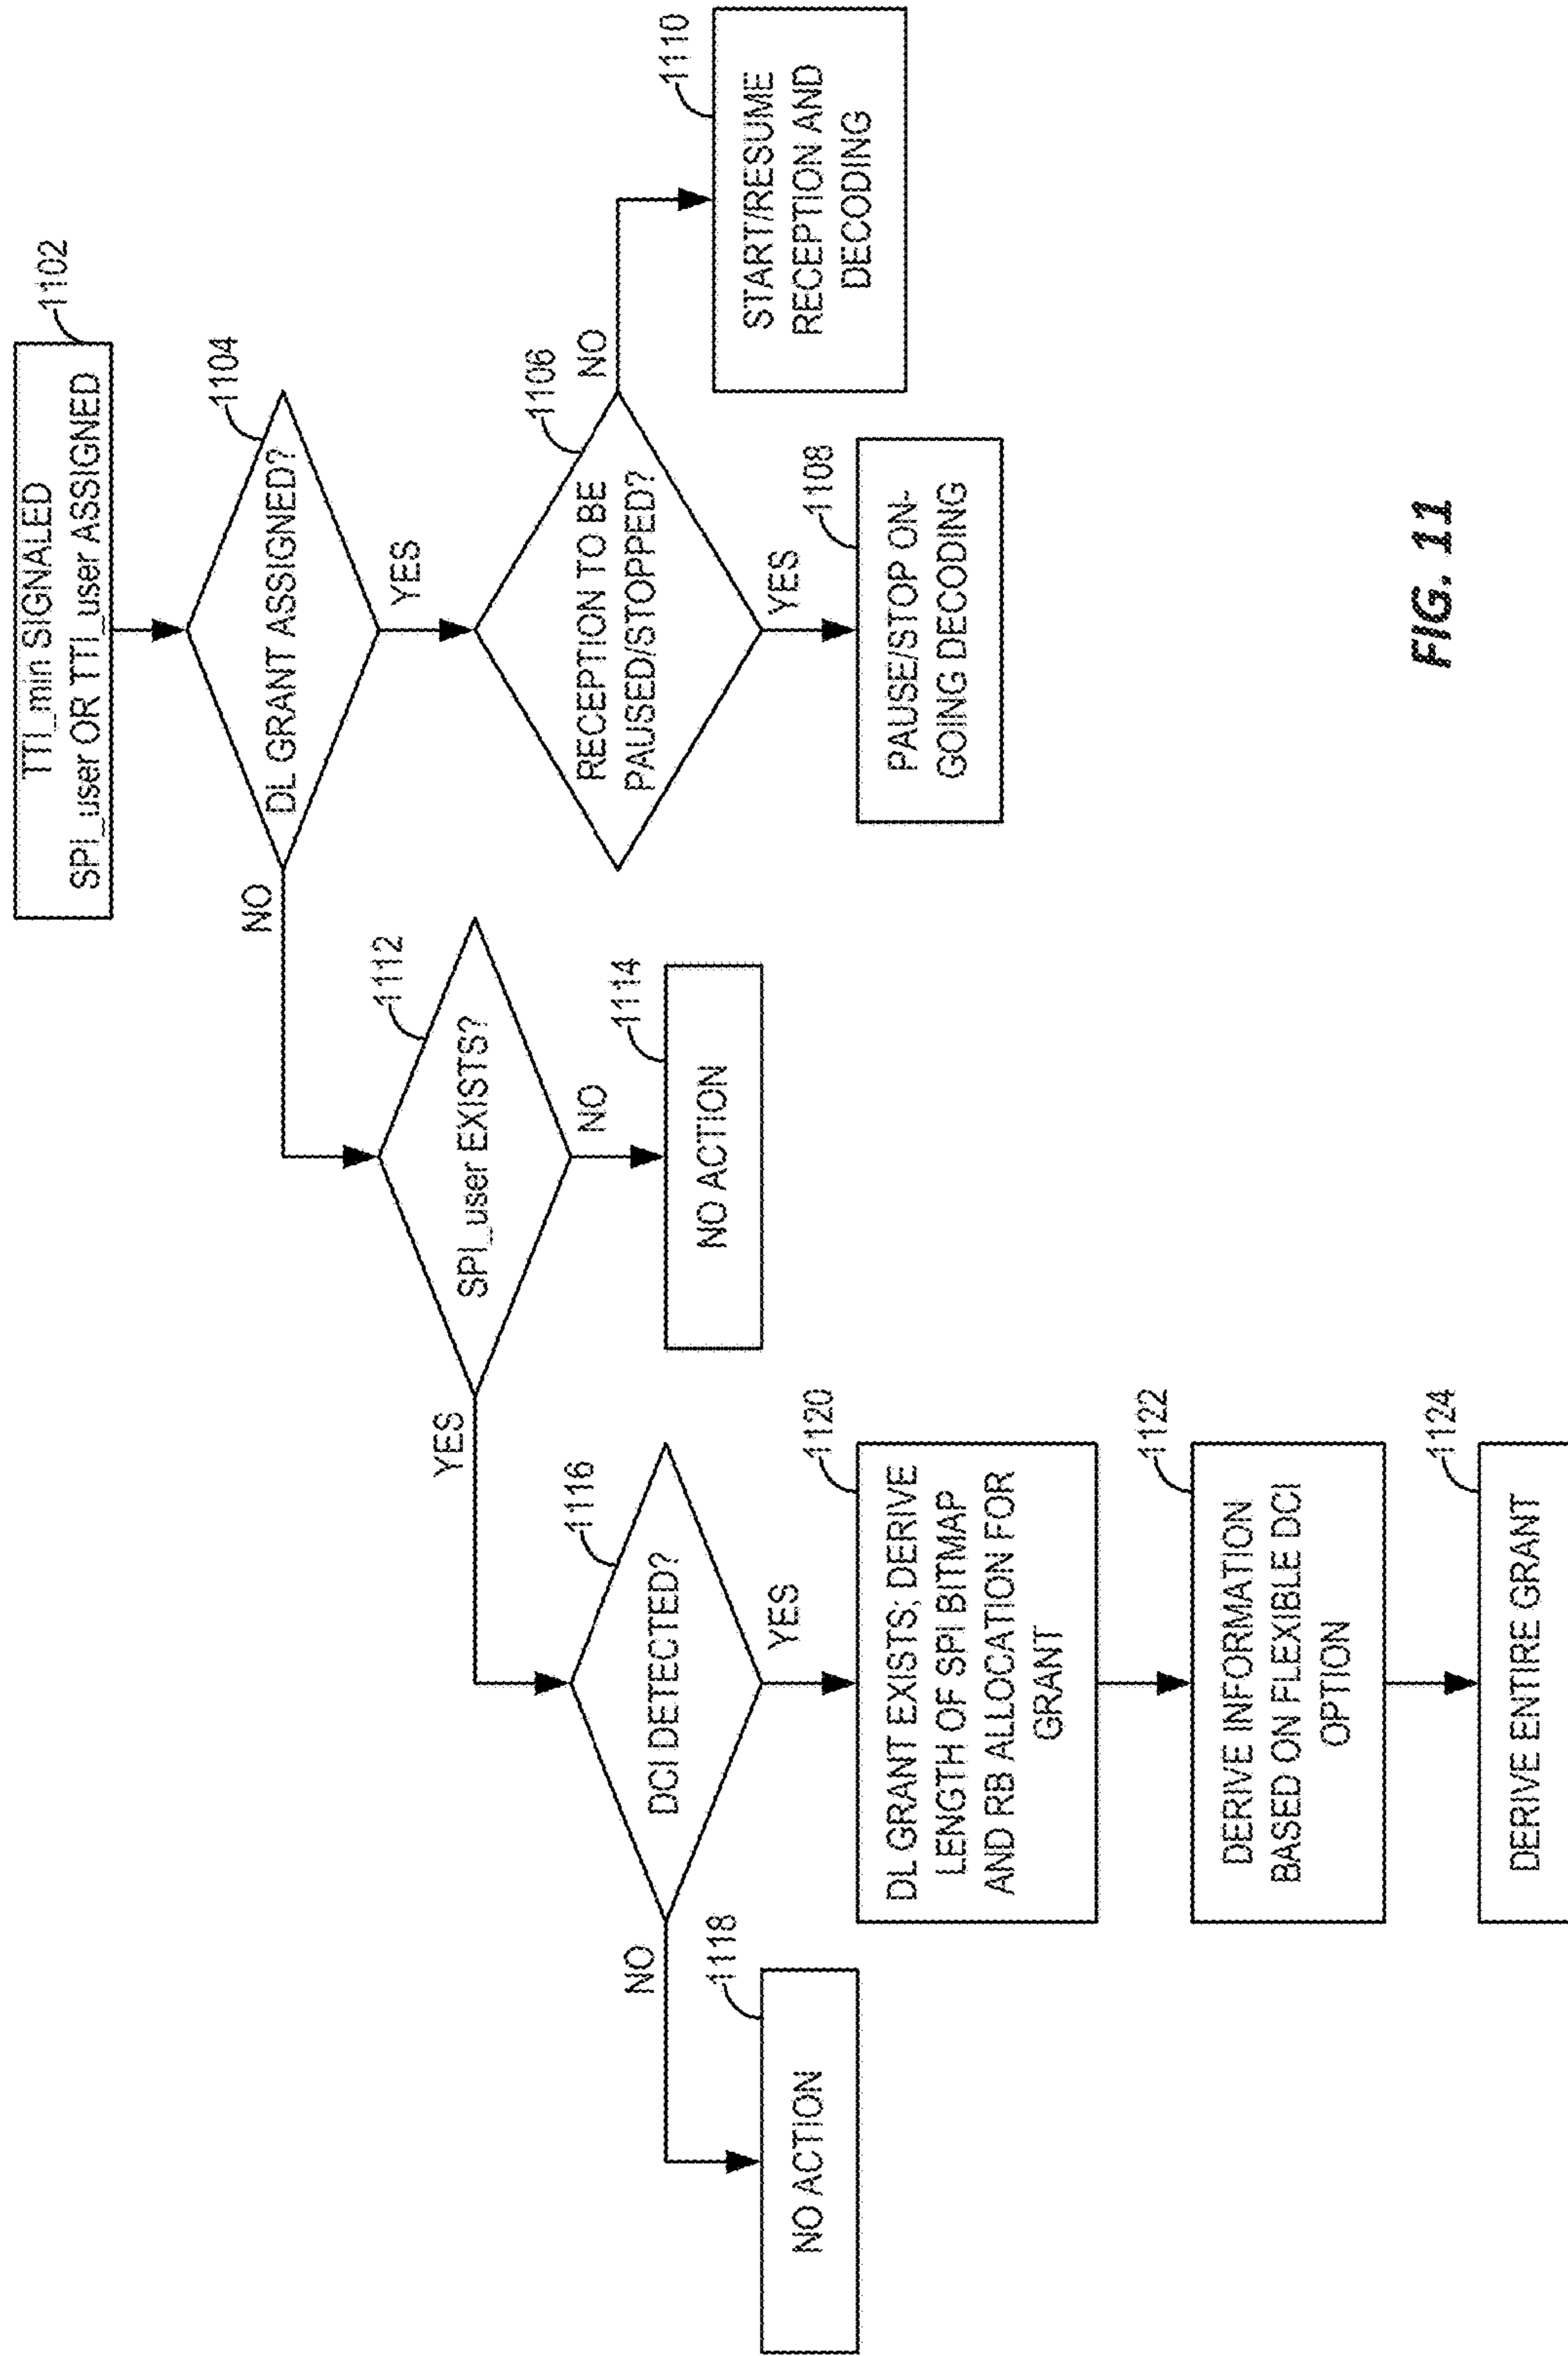 TTI_min SIGNALED
SPI_user OR TTI_user ASSIGNED
1102
DL GRANT ASSIGNED?
1104
NO
YES
RECEPTION TO BE
PAUSED/STOPPED?
1106
NO
YES
START/RESUME
RECEPTION AND
DECODING
1110
PAUSE/STOP ON-
GOING DECODING
1108
SPI_user EXISTS?
1112
YES
NO
NO ACTION
1114
DCI DETECTED?
1116
NO
YES
NO ACTION
1118
DL GRANT EXISTS; DERIVE
LENGTH OF SPI BITMAP
AND RB ALLOCATION FOR
GRANT
1120
DERIVE INFORMATION
BASED ON FLEXIBLE DCI
OPTION
1122
DERIVE ENTIRE GRANT
1124
FIG. 11